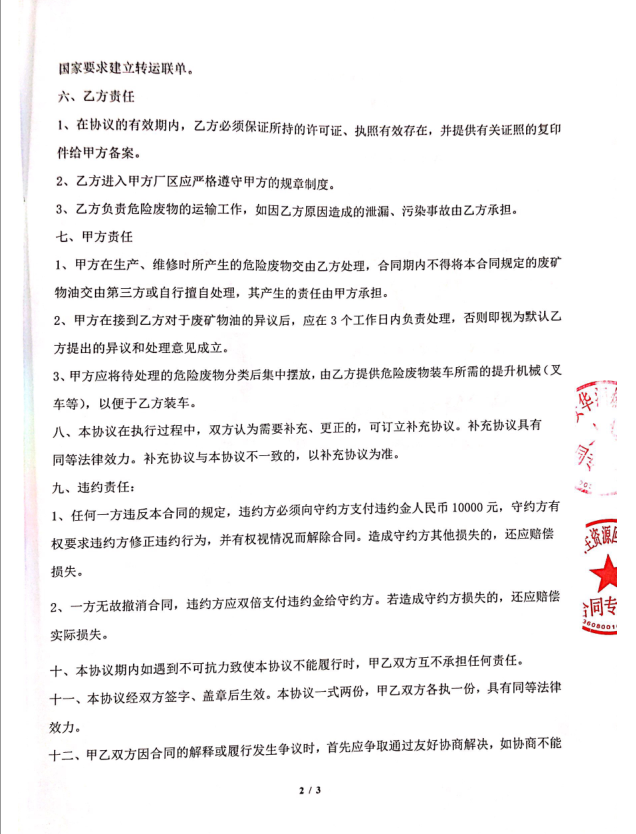 国家要求建立转运联单。
六、乙方责任
1、在协议的有效期内，乙方必须保证所持的许可证、执照有效存在，并提供有关证照的复印
件给甲方备案。
2、乙方进入甲方厂区应严格遵守甲方的规章制度。
3、乙方负责危险废物的运输工作，如因乙方原因造成的泄漏、污染事故由乙方承担。
七、甲方责任
1、甲方在生产、维修时所产生的危险废物交由乙方处理，合同期内不得将本合同规定的废矿
物油交由第三方或自行擅自处理，其产生的责任由甲方承担。
2、甲方在接到乙方对于废矿物油的异议后，应在 3 个工作日内负责处理，否则即视为默认乙
方提出的异议和处理意见成立。
3、甲方应将待处理的危险废物分类后集中摆放，由乙方提供危险废物装车所需的提升机械（叉
车等），以便于乙方装车。
八、本协议在执行过程中，双方认为需要补充、更正的，可订立补充协议。补充协议具有
同等法律效力。补充协议与本协议不一致的，以补充协议为准。
九、违约责任：
1、任何一方违反本合同的规定，违约方必须向守约方支付违约金人民币 10000 元，守约方有
权要求违约方修正违约行为，并有权视情况而解除合同。造成守约方其他损失的，还应赔偿
损失。
2、一方无故撤消合同，违约方应双倍支付违约金给守约方。若造成守约方损失的，还应赔偿
实际损失。
十、本协议期内如遇到不可抗力致使本协议不能履行时，甲乙双方互不承担任何责任。
十一、本协议经双方签字、盖章后生效。本协议一式两份，甲乙双方各执一份，具有同等法律
效力。
十二、甲乙双方因合同的解释或履行发生争议时，首先应争取通过友好协商解决，如协商不能
2 / 3
华
资源
合同专